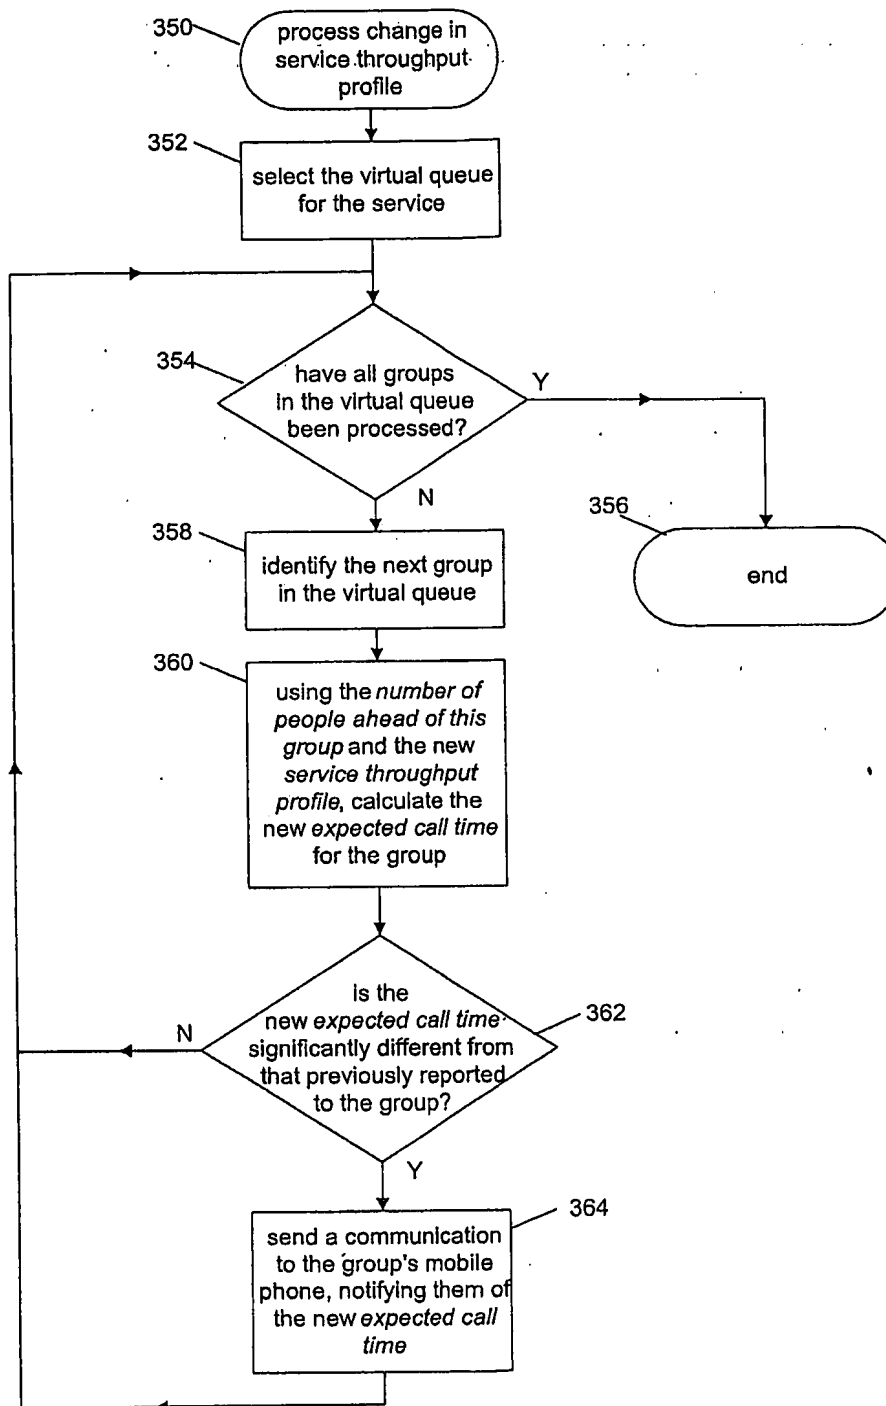 350
process change in
service throughput
profile
352
select the virtual queue
for the service
354
have all groups
in the virtual queue
been processed?
Y
N
356
end
358
identify the next group
in the virtual queue
360
using the number of
people ahead of this
group and the new
service throughput
profile, calculate the
new expected call time
for the group
362
is the
new expected call time
significantly different from
that previously reported
to the group?
N
Y
364
send a communication
to the group's mobile
phone, notifying them of
the new expected call
time